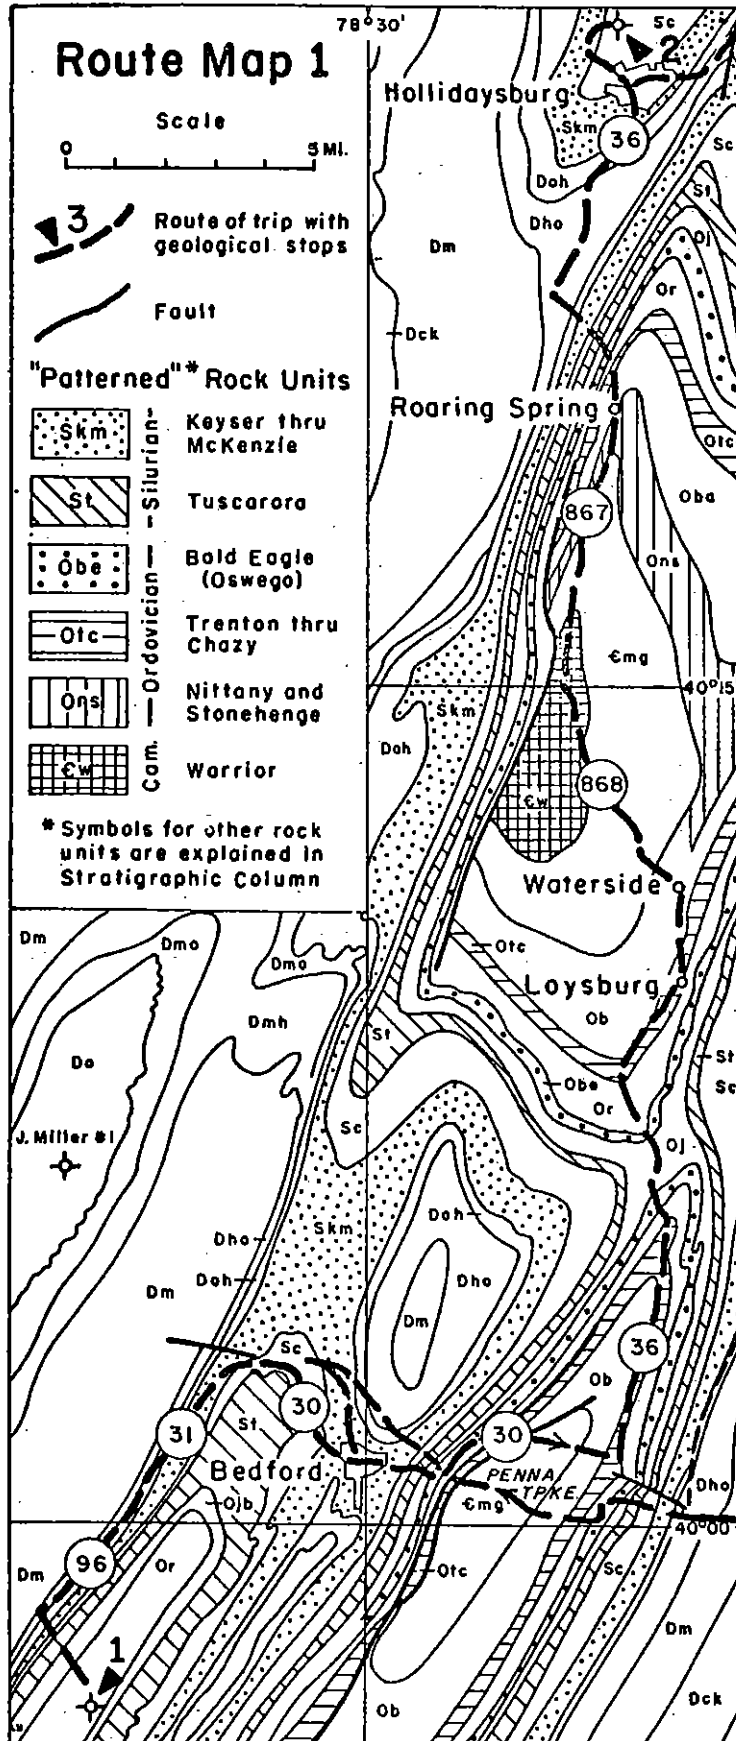 Route Map 1
Scale
0 5 MI.
3
Route of trip with
geological stops
Fault
"Patterned"* Rock Units
Skm
Keyser thru
McKenzie
St
Tuscarora
Obe
Bald Eagle
(Oswego)
Otc
Trenton thru
Chazy
Ons
Nittany and
Stonehenge
Єw
Warrior
Cam. — Ordovician — Silurian-
* Symbols for other rock
units are explained in
Stratigraphic Column
78°30'
Sc
2
Hollidaysburg
Skm
36
Sc
Doh
St
Dho
Oj
Dm
Or
Dck
Roaring Spring
Otc
Oba
867
Ons
Єmg
40°15
Skm
Doh
868
Єw
Waterside
Dm
Dmo
Dmo
Otc
Loysburg
Dmh
Ob
St
St
Do
Obe
Sc
Or
Sc
J. Miller #1
Oj
Skm
Doh
Dho
Dho
Doh
Dm
Dm
36
Sc
Ob
St
30
31
30
Bedford
PENNA.
TPKE.
Ojb
Єmg
Dho
40°00
96
Or
Otc
Sc
Dm
Dm
1
Dck
Ob